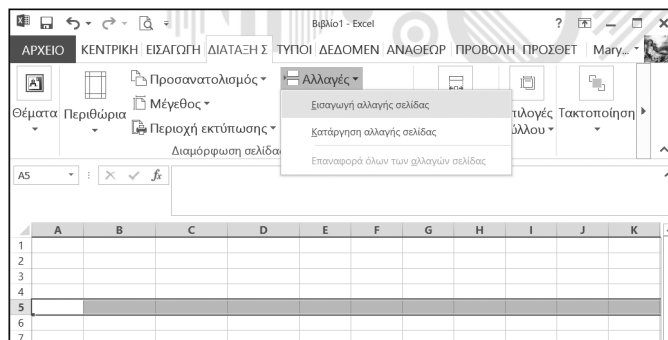 Βιβλίο1 - Excel
ΑΡΧΕΙΟ ΚΕΝΤΡΙΚΗ ΕΙΣΑΓΩΓΗ ΔΙΑΤΑΞΗ Σ ΤΥΠΟΙ ΔΕΔΟΜΕΝ ΑΝΑΘΕΩΡ ΠΡΟΒΟΛΗ ΠΡΟΣΘΕΤ Mary...
Προσανατολισμός Αλλαγές
Εισαγωγή αλλαγής σελίδας
Μέγεθος
Θέματα Περιθώρια πιλογές Τακτοποίηση
Περιοχή εκτύπωσης ύλλου
Κατάργηση αλλαγής σελίδας
Διαμόρφωση σελίδας
Επαναφορά όλων των αλλαγών σελίδας
A5 fx
A B C D E F G H I J K
1
2
3
4
5
6
7